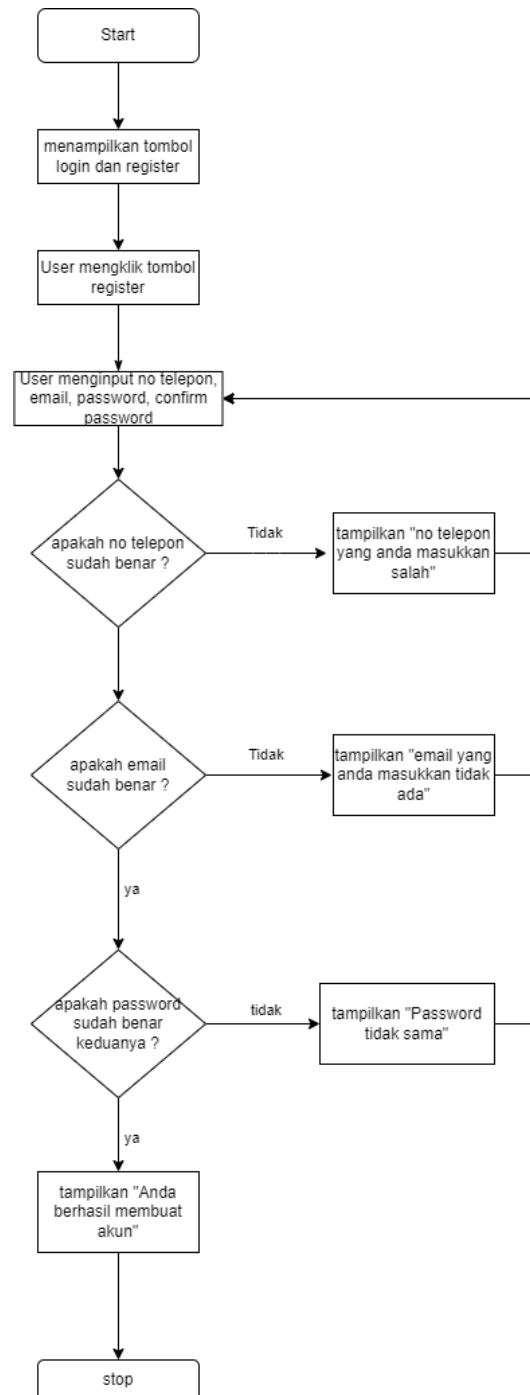 Start
menampilkan tombol
login dan register
User mengklik tombol
register
User menginput no telepon,
email, password, confirm
password
apakah no telepon
sudah benar ?
Tidak
tampilkan "no telepon
yang anda masukkan
salah"
apakah email
sudah benar ?
Tidak
tampilkan "email yang
anda masukkan tidak
ada"
ya
apakah password
sudah benar
keduanya ?
tidak
tampilkan "Password
tidak sama"
ya
tampilkan "Anda
berhasil membuat
akun"
stop